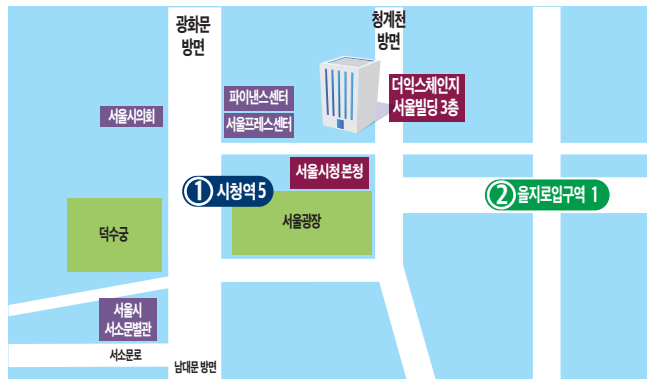 광화문
방면
청계천
방면
파이낸스센터
서울프레스센터
더익스체인지
서울빌딩 3층
서울시의회
서울시청 본청
① 시청역 5
② 을지로입구역 1
덕수궁
서울광장
서울시
서소문별관
서소문로
남대문 방면